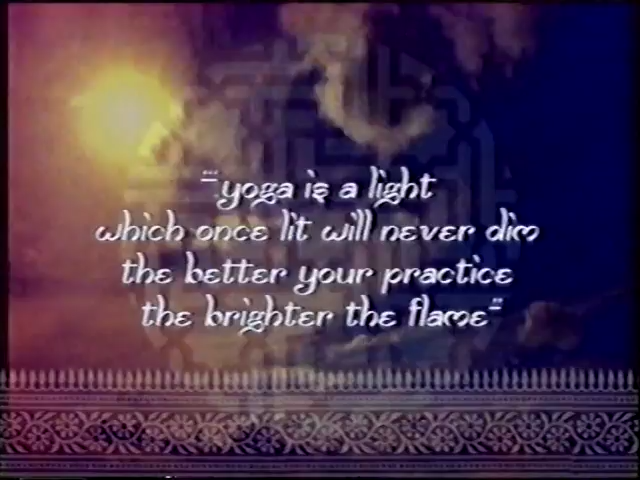 "yoga is a light
which once lit will never dim
the better your practice
the brighter the flame"